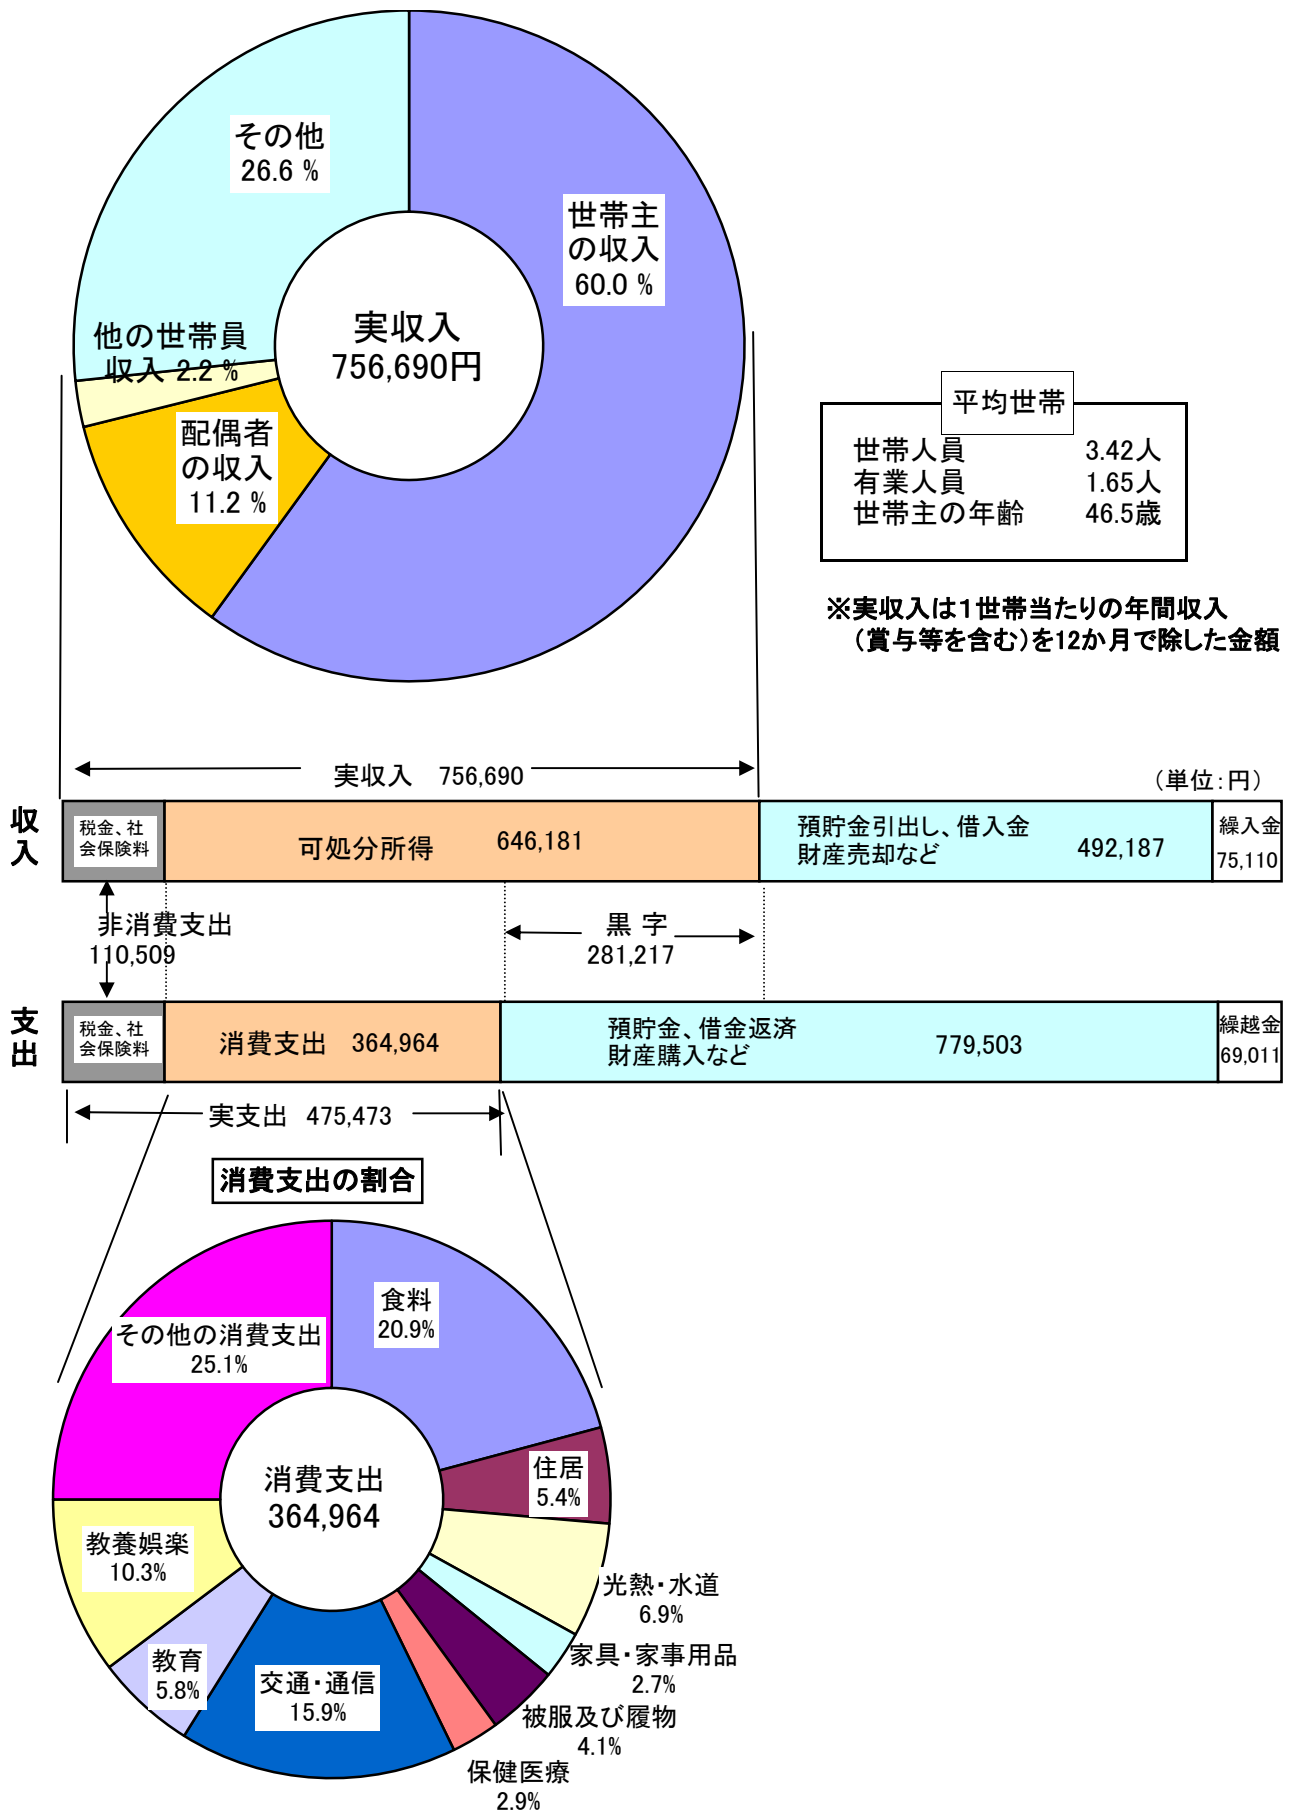 その他
26.6 %
世帯主
の収入
60.0 %
実収入
756,690円
他の世帯員
収入 2.2 %
配偶者
の収入
11.2 %
平均世帯
世帯人員 3.42人
有業人員 1.65人
世帯主の年齢 46.5歳
※実収入は1世帯当たりの年間収入
（賞与等を含む）を12か月で除した金額
実収入 756,690
（単位：円）
収入
税金、社
会保険料
可処分所得 646,181
預貯金引出し、借入金
財産売却など 492,187
繰入金
75,110
非消費支出
110,509
黒 字
281,217
支出
税金、社
会保険料
消費支出 364,964
預貯金、借金返済
財産購入など 779,503
繰越金
69,011
実支出 475,473
消費支出の割合
食料
20.9%
その他の消費支出
25.1%
住居
5.4%
消費支出
364,964
教養娯楽
10.3%
光熱・水道
6.9%
家具・家事用品
2.7%
教育
5.8%
交通・通信
15.9%
被服及び履物
4.1%
保健医療
2.9%